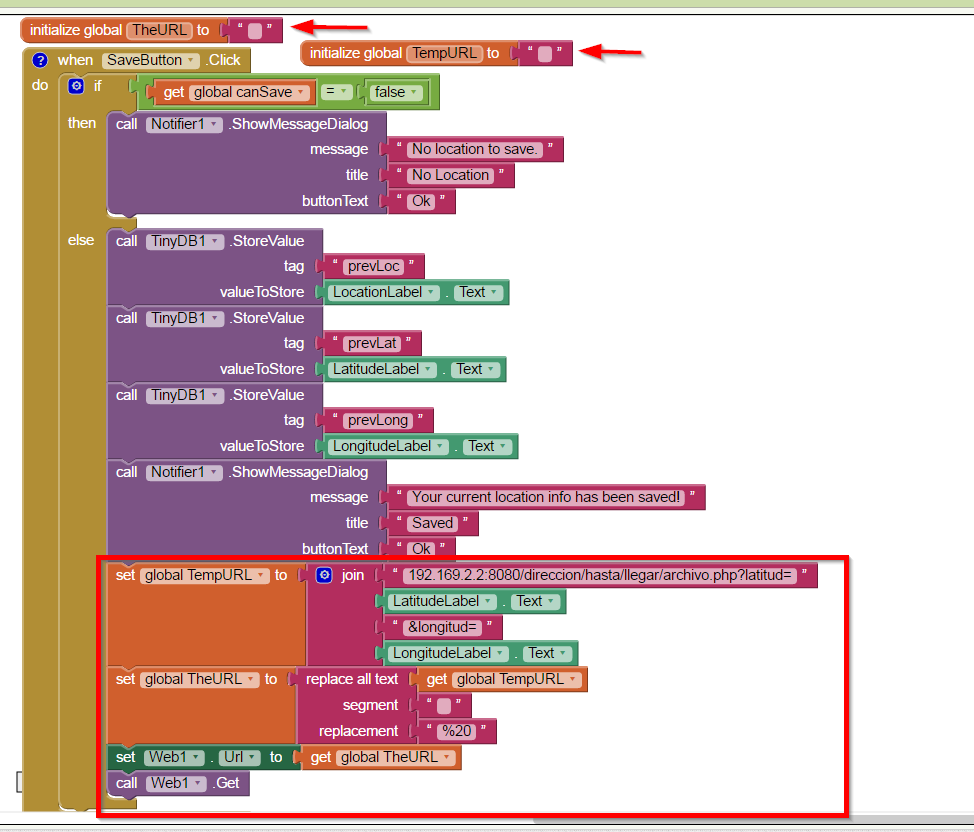 initialize global TheURL to " "
initialize global TempURL to " "
? when SaveButton .Click
do if get global canSave = false
then call Notifier1 .ShowMessageDialog
message " No location to save. "
title " No Location "
buttonText " Ok "
else call TinyDB1 .StoreValue
tag " prevLoc "
valueToStore LocationLabel . Text
call TinyDB1 .StoreValue
tag " prevLat "
valueToStore LatitudeLabel . Text
call TinyDB1 .StoreValue
tag " prevLong "
valueToStore LongitudeLabel . Text
call Notifier1 .ShowMessageDialog
message " Your current location info has been saved! "
title " Saved "
buttonText " Ok "
set global TempURL to join " 192.169.2.2:8080/direccion/hasta/llegar/archivo.php?latitud= "
LatitudeLabel . Text
" &longitud= "
LongitudeLabel . Text
set global TheURL to replace all text get global TempURL
segment " "
replacement " %20 "
set Web1 . Url to get global TheURL
call Web1 .Get